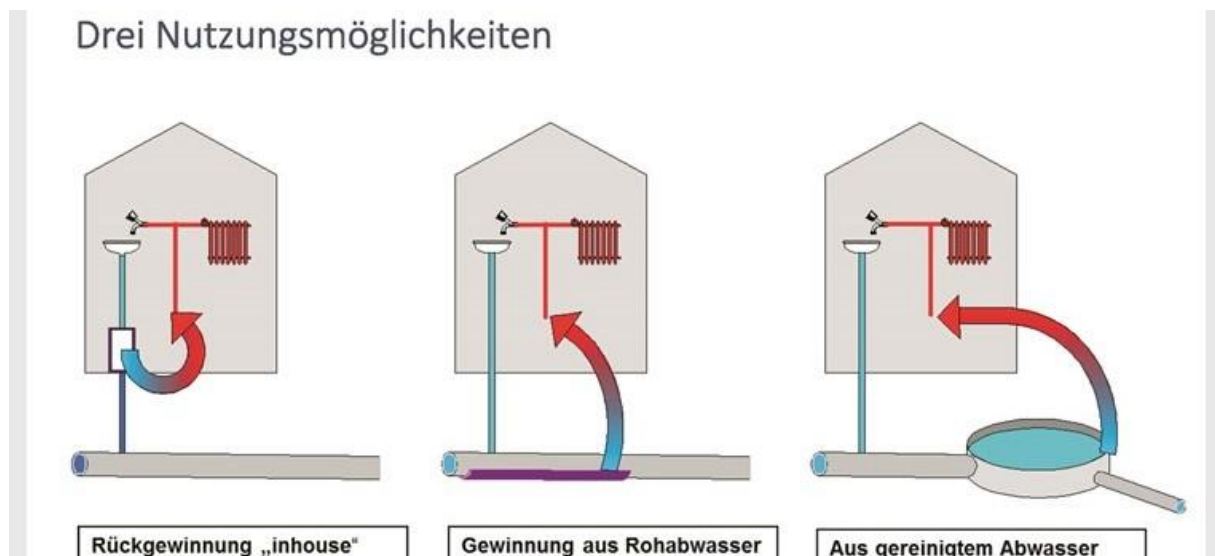 Drei Nutzungsmöglichkeiten
Rückgewinnung „inhouse“
Gewinnung aus Rohabwasser
Aus gereinigtem Abwasser